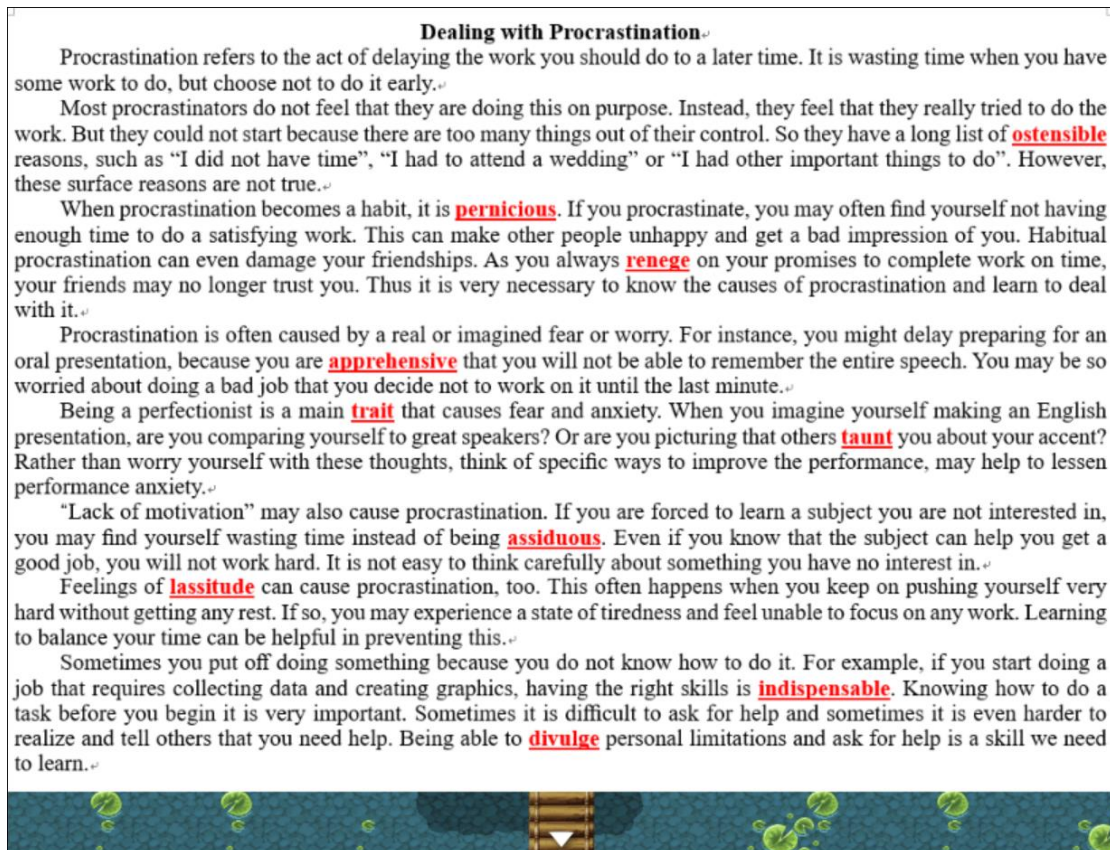 Dealing with Procrastination
Procrastination refers to the act of delaying the work you should do to a later time. It is wasting time when you have
some work to do, but choose not to do it early.
Most procrastinators do not feel that they are doing this on purpose. Instead, they feel that they really tried to do the
work. But they could not start because there are too many things out of their control. So they have a long list of ostensible
reasons, such as “I did not have time”, “I had to attend a wedding” or “I had other important things to do”. However,
these surface reasons are not true.
When procrastination becomes a habit, it is pernicious. If you procrastinate, you may often find yourself not having
enough time to do a satisfying work. This can make other people unhappy and get a bad impression of you. Habitual
procrastination can even damage your friendships. As you always renege on your promises to complete work on time,
your friends may no longer trust you. Thus it is very necessary to know the causes of procrastination and learn to deal
with it.
Procrastination is often caused by a real or imagined fear or worry. For instance, you might delay preparing for an
oral presentation, because you are apprehensive that you will not be able to remember the entire speech. You may be so
worried about doing a bad job that you decide not to work on it until the last minute.
Being a perfectionist is a main trait that causes fear and anxiety. When you imagine yourself making an English
presentation, are you comparing yourself to great speakers? Or are you picturing that others taunt you about your accent?
Rather than worry yourself with these thoughts, think of specific ways to improve the performance, may help to lessen
performance anxiety.
“Lack of motivation” may also cause procrastination. If you are forced to learn a subject you are not interested in,
you may find yourself wasting time instead of being assiduous. Even if you know that the subject can help you get a
good job, you will not work hard. It is not easy to think carefully about something you have no interest in.
Feelings of lassitude can cause procrastination, too. This often happens when you keep on pushing yourself very
hard without getting any rest. If so, you may experience a state of tiredness and feel unable to focus on any work. Learning
to balance your time can be helpful in preventing this.
Sometimes you put off doing something because you do not know how to do it. For example, if you start doing a
job that requires collecting data and creating graphics, having the right skills is indispensable. Knowing how to do a
task before you begin it is very important. Sometimes it is difficult to ask for help and sometimes it is even harder to
realize and tell others that you need help. Being able to divulge personal limitations and ask for help is a skill we need
to learn.